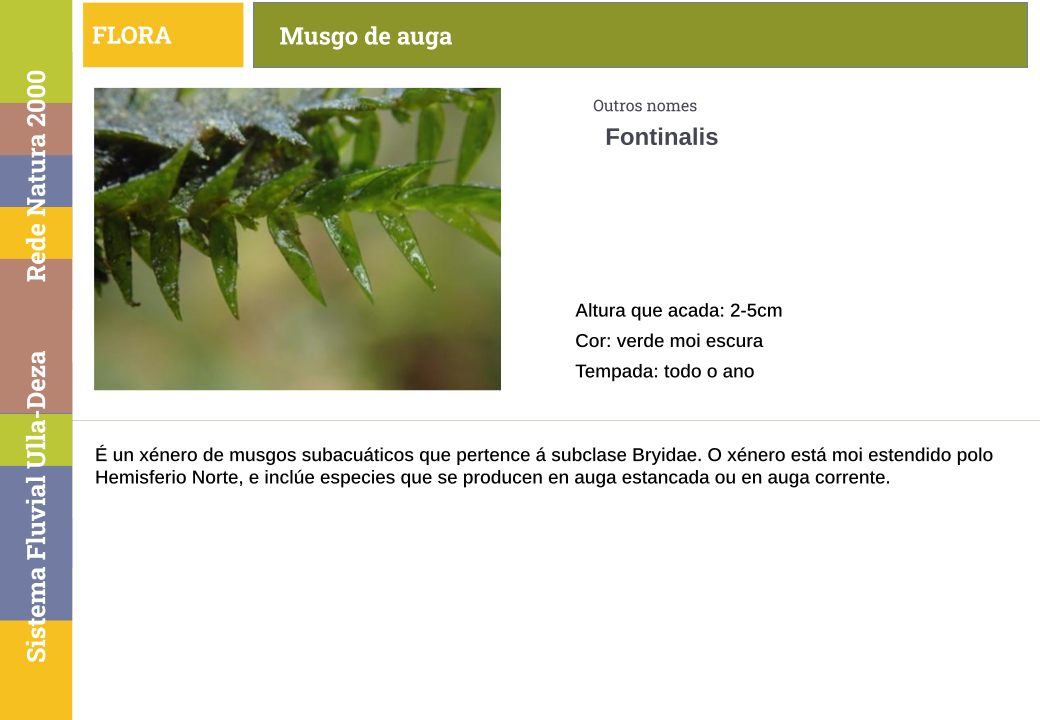 FLORA
Musgo de auga
Outros nomes
Fontinalis
Altura que acada: 2-5cm
Cor: verde moi escura
Tempada: todo o ano
É un xénero de musgos subacuáticos que pertence á subclase Bryidae. O xénero está moi estendido polo
Hemisferio Norte, e inclúe especies que se producen en auga estancada ou en auga corrente.
Sistema Fluvial Ulla-Deza Rede Natura 2000